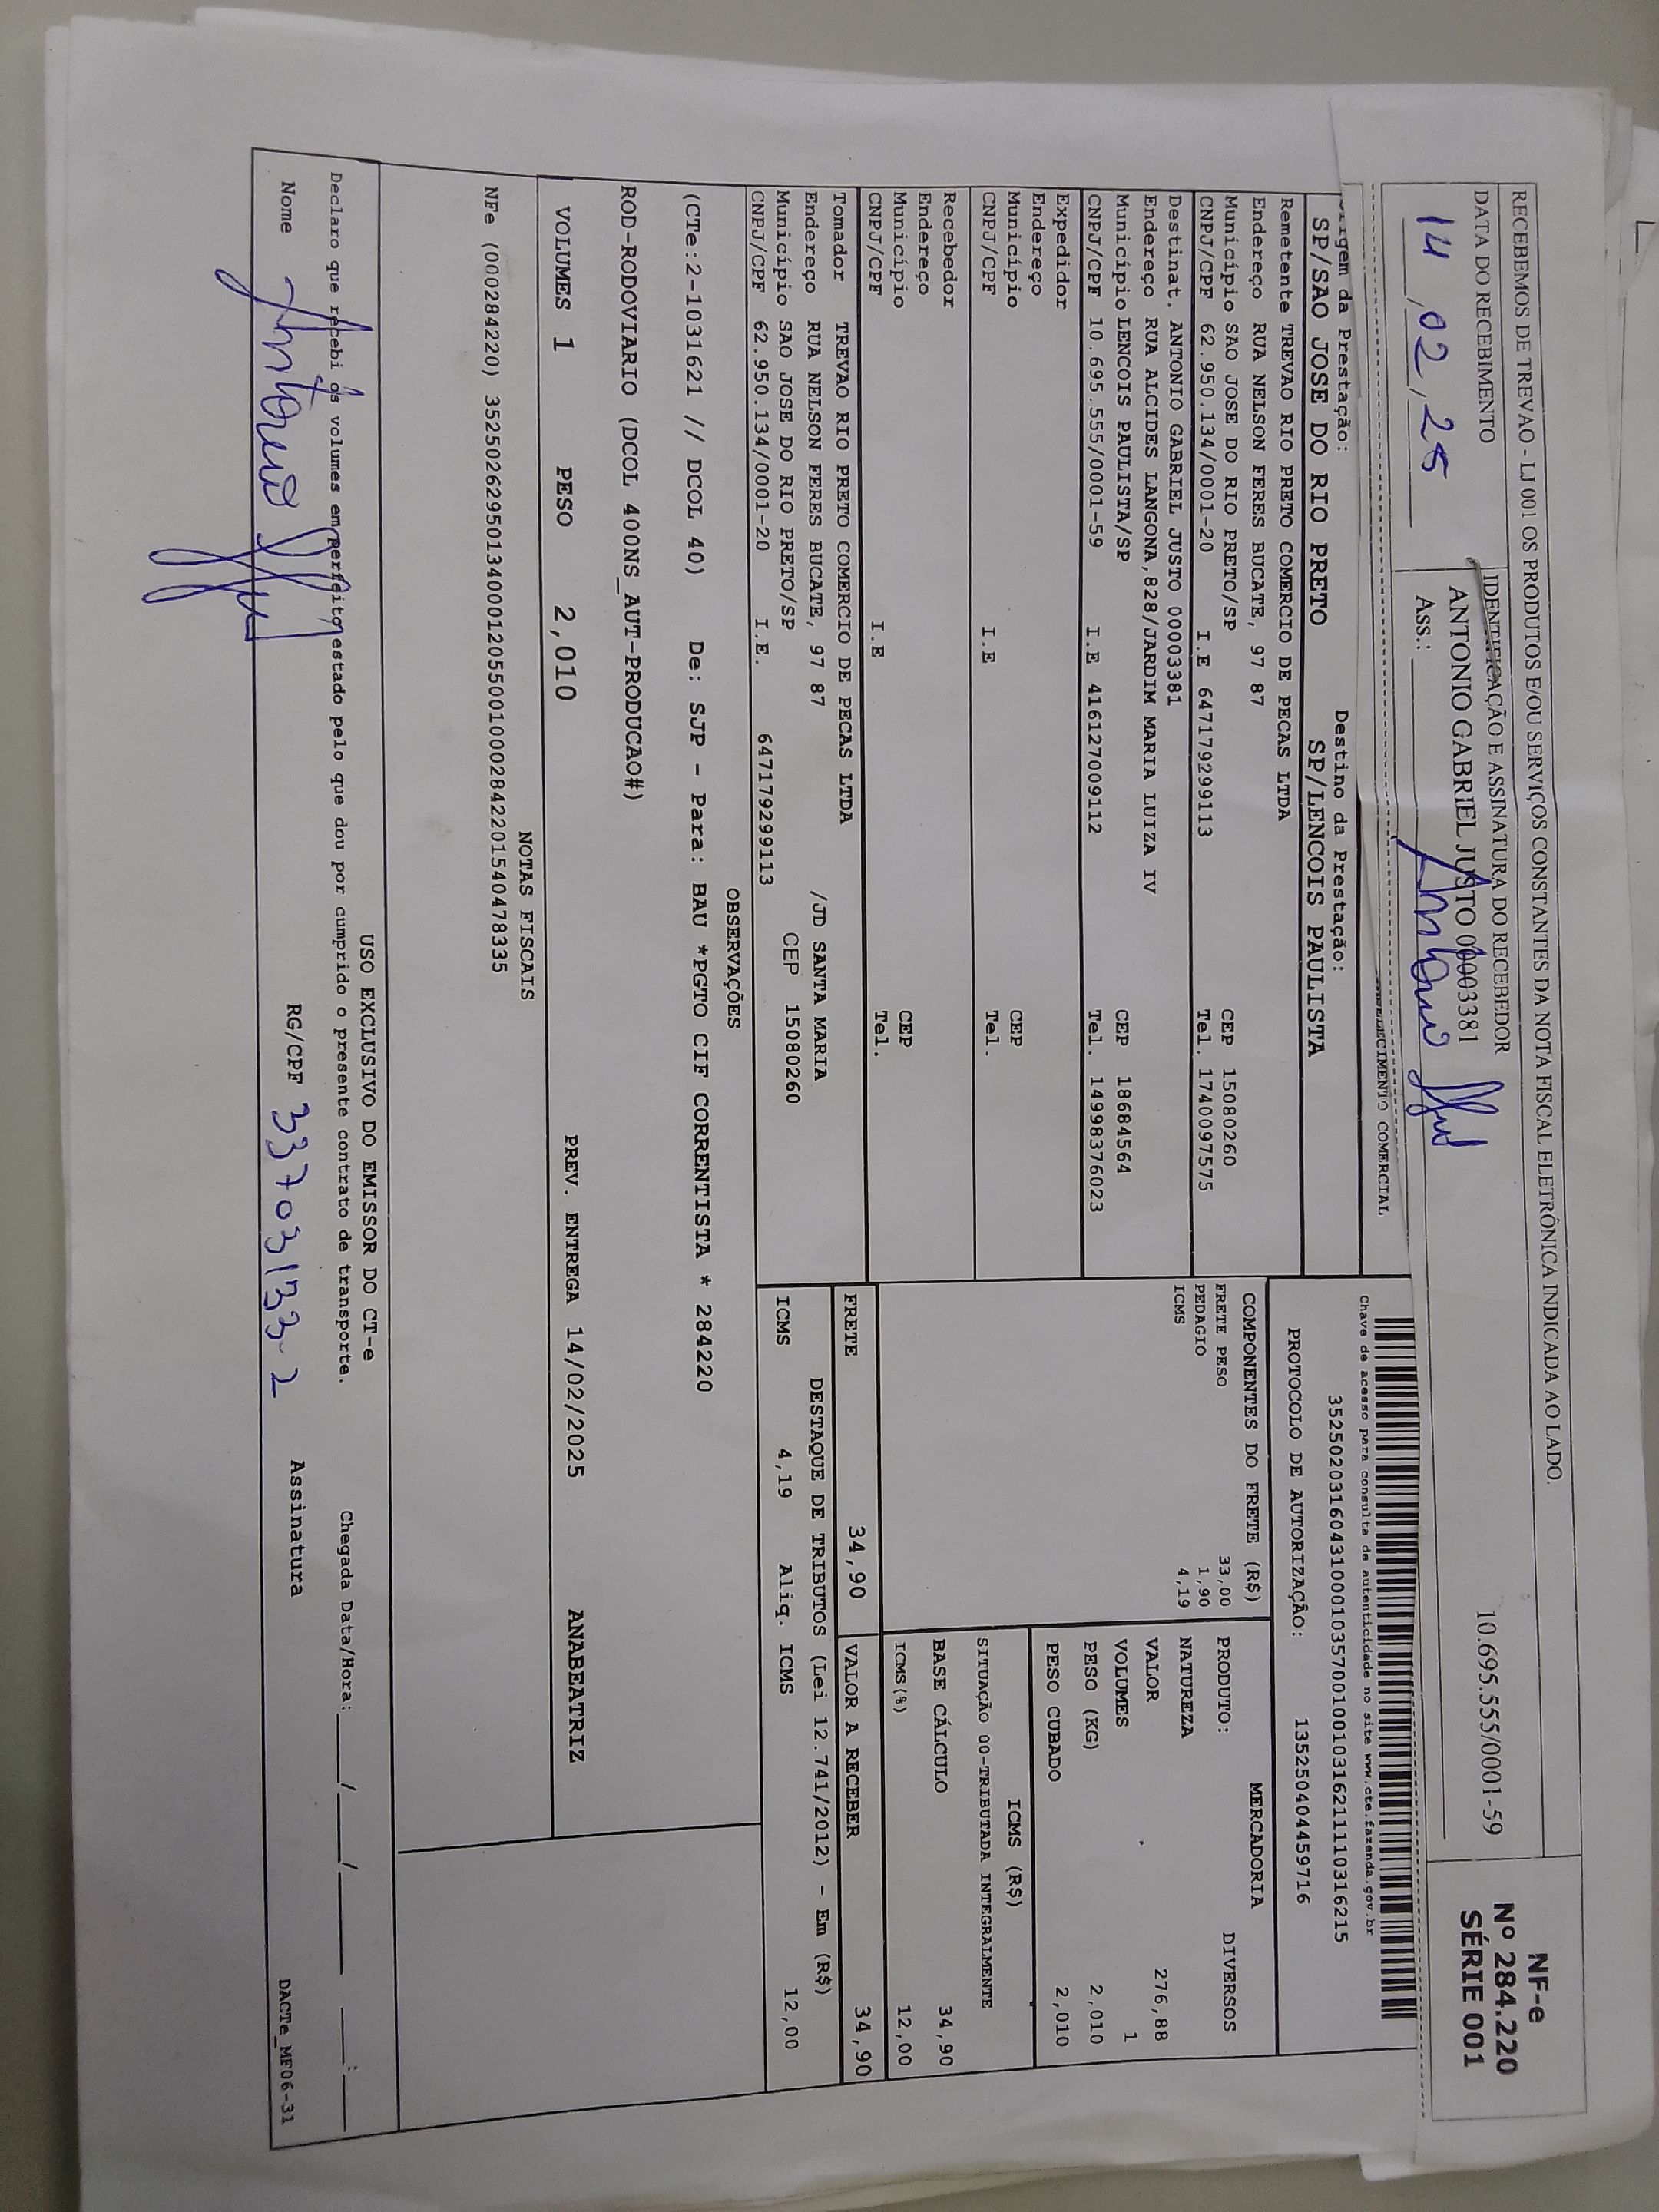 RECEBEMOS DE TREVAO - LJ 001 OS PRODUTOS E/OU SERVIÇOS CONSTANTES DA NOTA FISCAL ELETRÔNICA INDICADA AO LADO.
DATA DO RECEBIMENTO
14,02,25
IDENTIFICAÇÃO E ASSINATURA DO RECEBEDOR
ANTONIO GABRIEL JUSTO 00003381
10.695.555/0001-59
Ass.: Antonio
NF-e
Nº 284.220
SÉRIE 001
COMERCIAL
Chave de acesso para consulta de autenticidade no site www.cte.fazenda.gov.br
35250203160431000103570010010316211110316215
PROTOCOLO DE AUTORIZAÇÃO: 135250404459716
da Prestação: Destino da Prestação:
SP/SAO JOSE DO RIO PRETO SP/LENCOIS PAULISTA
Remetente TREVAO RIO PRETO COMERCIO DE PECAS LTDA
Endereço RUA NELSON FERES BUCATE, 97 87
Município SAO JOSE DO RIO PRETO/SP CEP 15080260
CNPJ/CPF 62.950.134/0001-20 I.E 647179299113 Tel. 1740097575
Destinat. ANTONIO GABRIEL JUSTO 00003381
Endereço RUA ALCIDES LANGONA,828/JARDIM MARIA LUIZA IV
Município LENCOIS PAULISTA/SP CEP 18684564
CNPJ/CPF 10.695.555/0001-59 I.E 416127009112 Tel. 14998376023
Expedidor
Endereço
Município CEP
CNPJ/CPF I.E Tel.
Recebedor
Endereço
Município CEP
CNPJ/CPF I.E Tel.
Tomador TREVAO RIO PRETO COMERCIO DE PECAS LTDA
Endereço RUA NELSON FERES BUCATE, 97 87 /JD SANTA MARIA
Município SAO JOSE DO RIO PRETO/SP CEP 15080260
CNPJ/CPF 62.950.134/0001-20 I.E. 647179299113
COMPONENTES DO FRETE (R$)
FRETE PESO 33,00
PEDAGIO 1,90
ICMS 4,19
MERCADORIA
PRODUTO: DIVERSOS
NATUREZA
VALOR 276,88
VOLUMES 1
PESO (KG) 2,010
PESO CUBADO 2,010
ICMS (R$)
SITUAÇÃO 00-TRIBUTADA INTEGRALMENTE
BASE CÁLCULO 34,90
ICMS(%) 12,00
FRETE 34,90 VALOR A RECEBER 34,90
DESTAQUE DE TRIBUTOS (Lei 12.741/2012) - Em (R$)
ICMS 4,19 Aliq. ICMS 12,00
OBSERVAÇÕES
(CTe:2-1031621 // DCOL 40) De: SJP - Para: BAU *PGTO CIF CORRENTISTA * 284220
ROD-RODOVIARIO (DCOL 400NS_AUT-PRODUCAO#)
VOLUMES 1 PESO 2,010 PREV. ENTREGA 14/02/2025 ANABEATRIZ
NOTAS FISCAIS
NFe (000284220) 35250262950134000120550010002842201540478335
USO EXCLUSIVO DO EMISSOR DO CT-e
Declaro que recebi os volumes em perfeito estado pelo que dou por cumprido o presente contrato de transporte. Chegada Data/Hora: ____/____/____ ___:___
Nome Antonio RG/CPF 33703133-2 Assinatura
DACTe_MF06-31